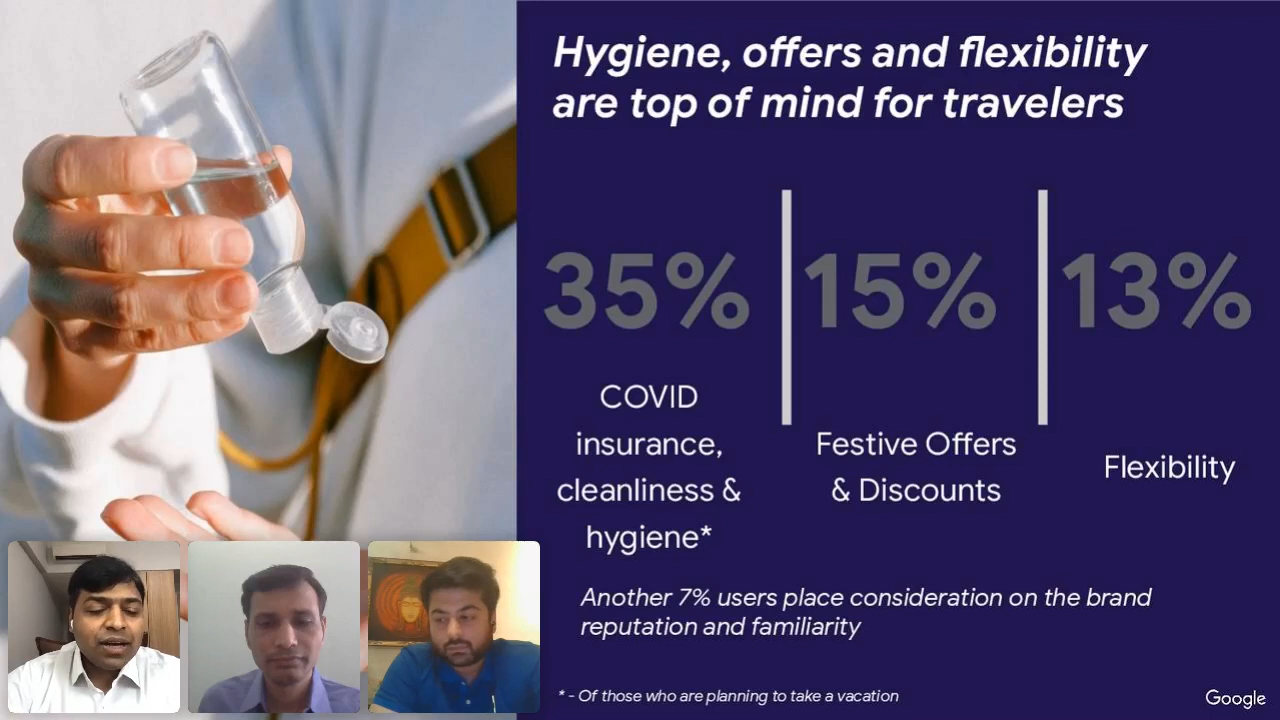 Hygiene, offers and flexibility
are top of mind for travelers
35%
15%
13%
COVID
insurance,
cleanliness &
hygiene*
Festive Offers
& Discounts
Flexibility
Another 7% users place consideration on the brand
reputation and familiarity
* - Of those who are planning to take a vacation
Google